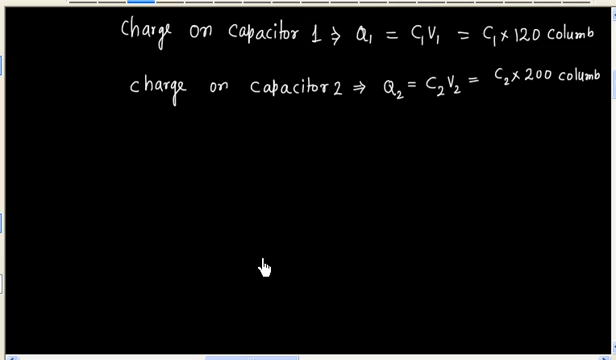 Charge on Capacitor 1 ⇒ Q₁ = C₁V₁ = C₁ × 120 Columb
Charge on Capacitor 2 ⇒ Q₂ = C₂V₂ = C₂ × 200 Columb